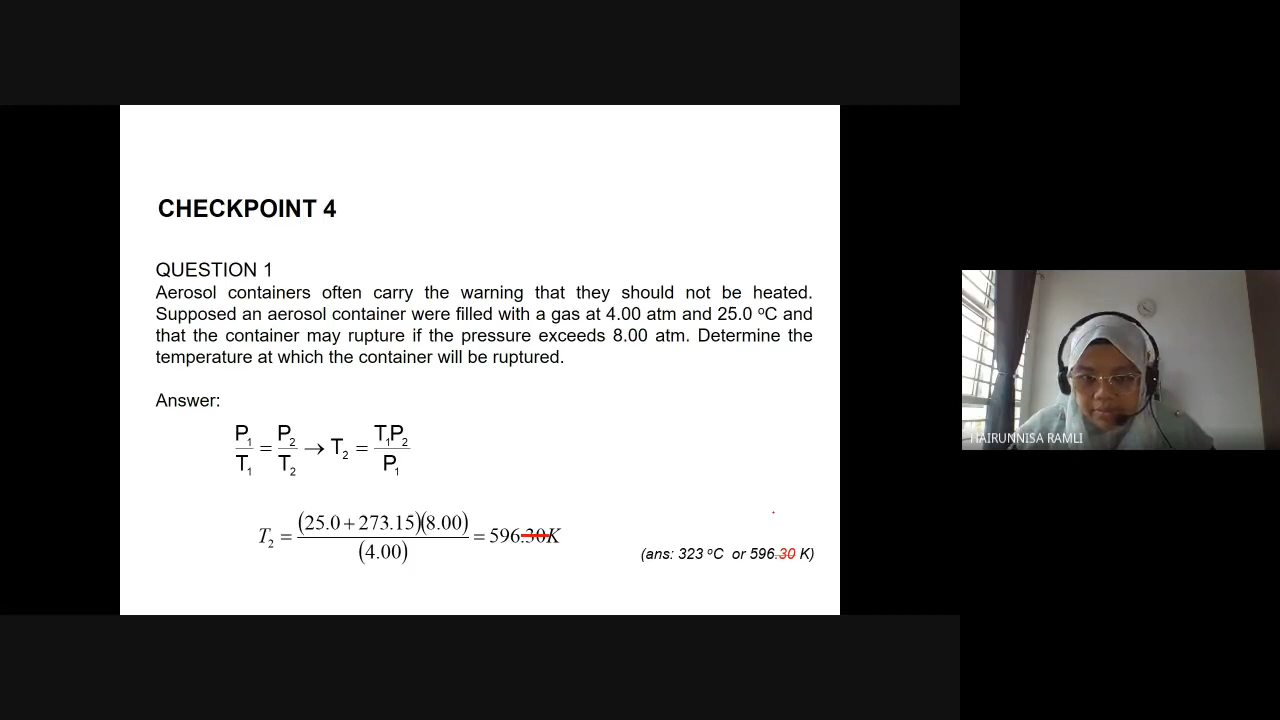 CHECKPOINT 4
QUESTION 1
Aerosol containers often carry the warning that they should not be heated.
Supposed an aerosol container were filled with a gas at 4.00 atm and 25.0 ºC and
that the container may rupture if the pressure exceeds 8.00 atm. Determine the
temperature at which the container will be ruptured.
Answer:
P₁/T₁ = P₂/T₂ → T₂ = T₁P₂/P₁
T₂ = (25.0+273.15)(8.00)/(4.00) = 596.30K
(ans: 323 ºC or 596.30 K)
HAIRUNNISA RAMLI